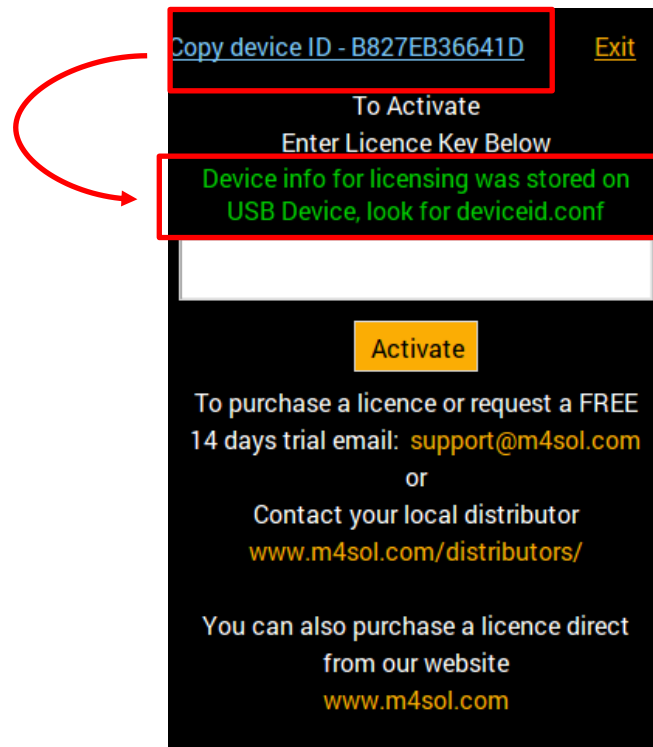 Copy device ID - B827EB36641D
Exit
To Activate
Enter Licence Key Below
Device info for licensing was stored on
USB Device, look for deviceid.conf
Activate
To purchase a licence or request a FREE
14 days trial email: support@m4sol.com
or
Contact your local distributor
www.m4sol.com/distributors/
You can also purchase a licence direct
from our website
www.m4sol.com